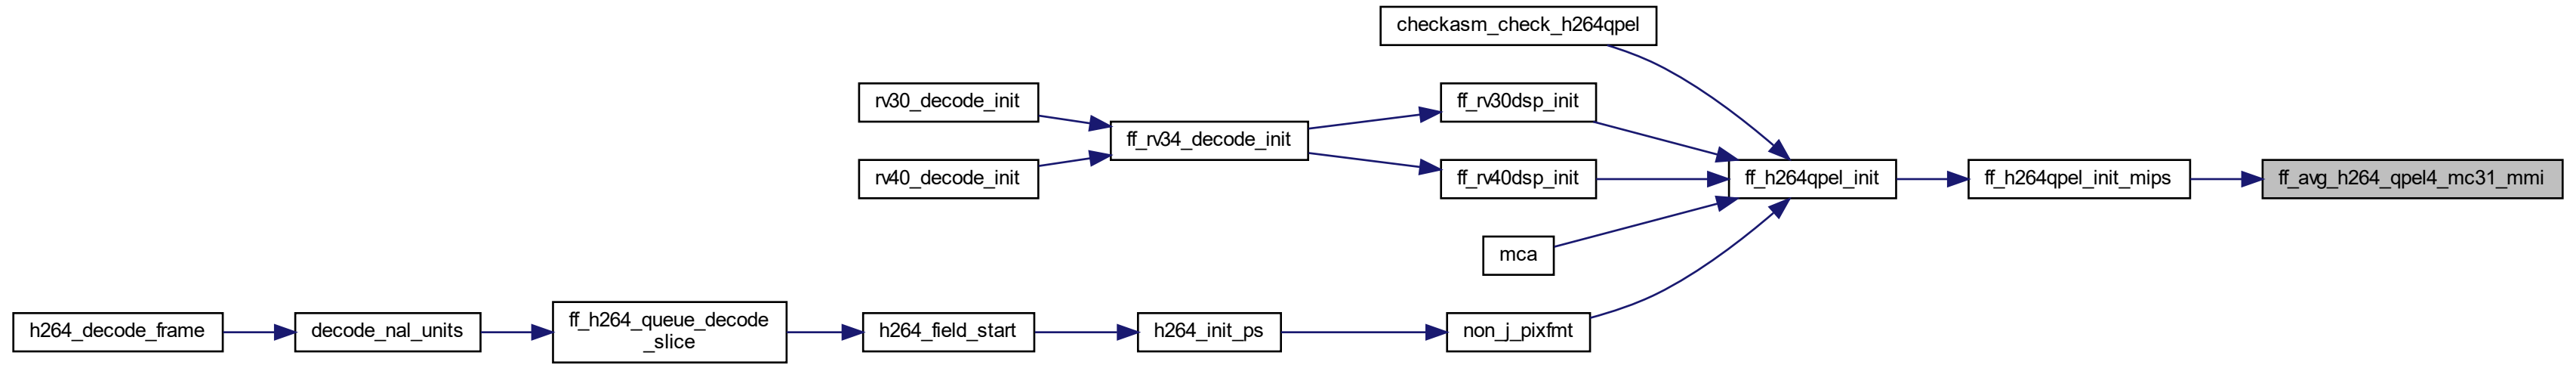 checkasm_check_h264qpel
rv30_decode_init
ff_rv30dsp_init
ff_rv34_decode_init
rv40_decode_init
ff_rv40dsp_init
ff_h264qpel_init
ff_h264qpel_init_mips
ff_avg_h264_qpel4_mc31_mmi
mca
h264_decode_frame
decode_nal_units
ff_h264_queue_decode
_slice
h264_field_start
h264_init_ps
non_j_pixfmt